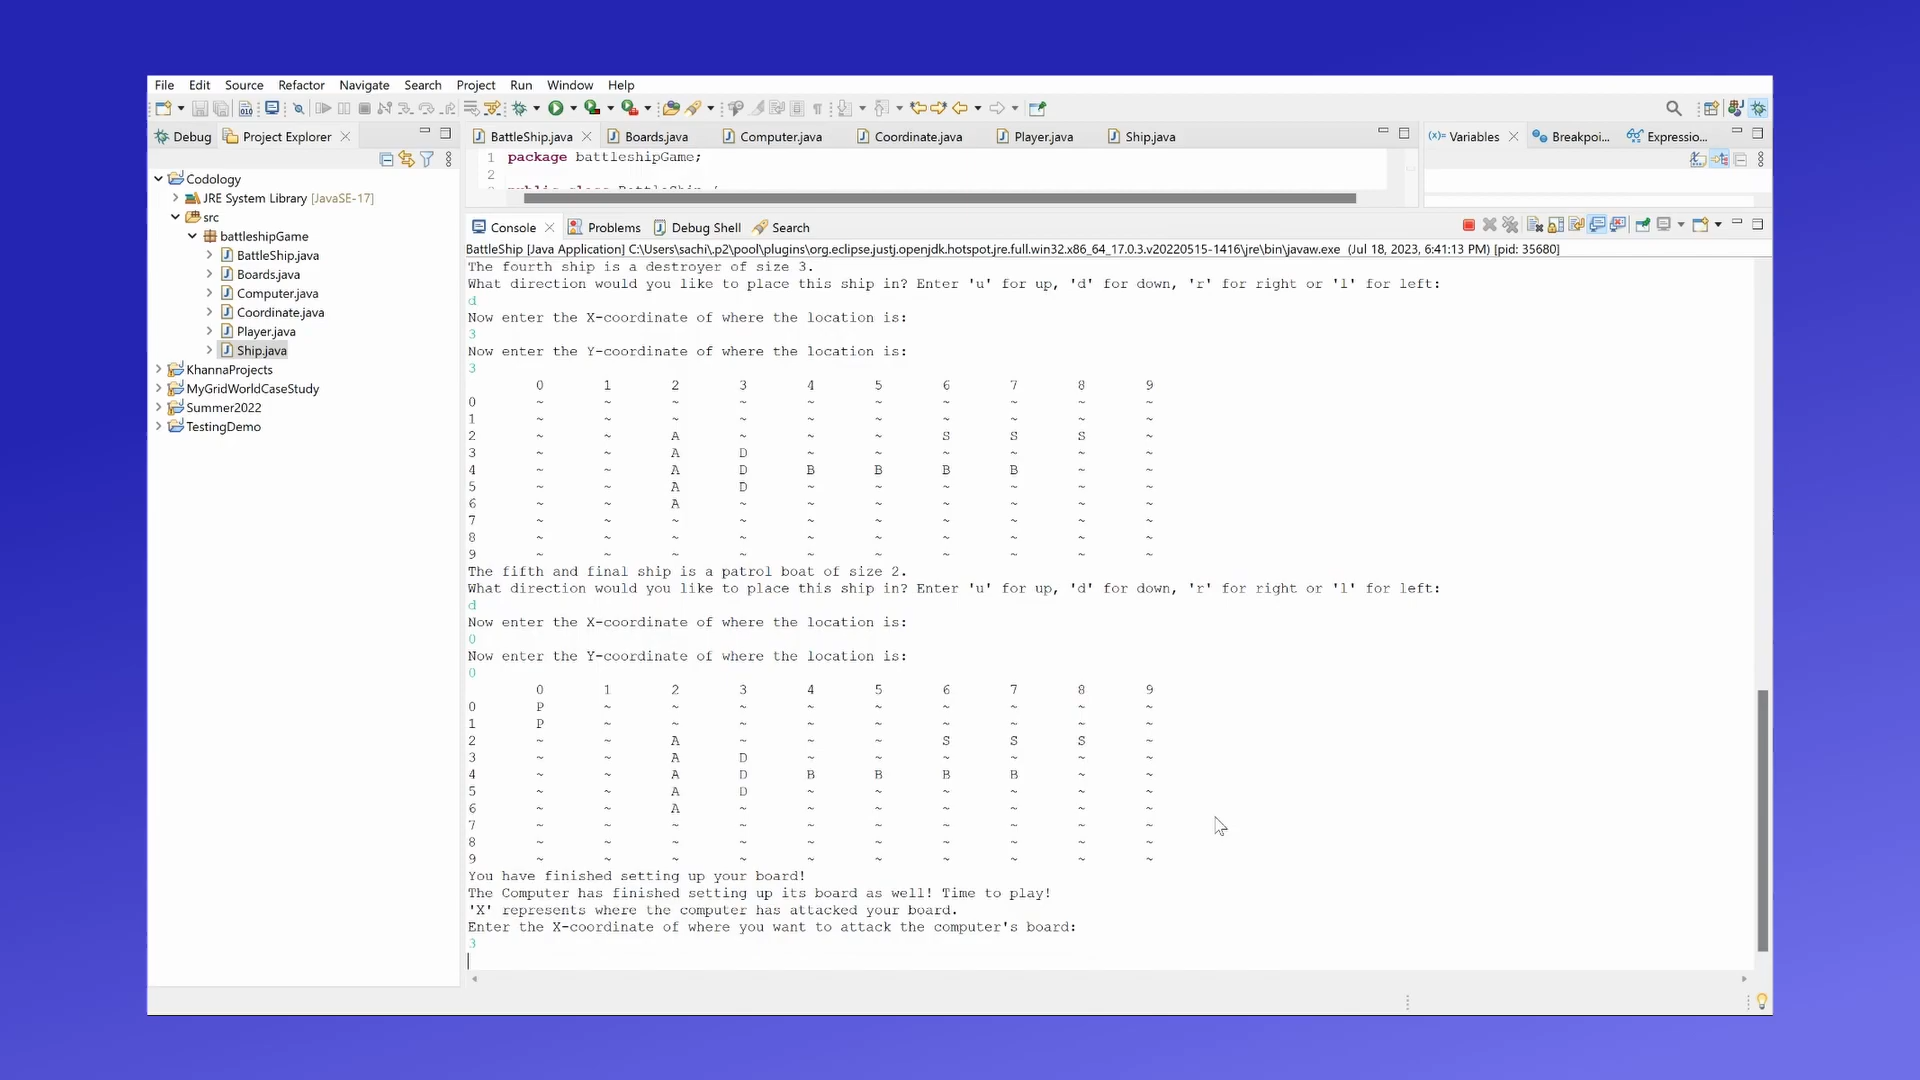 File Edit Source Refactor Navigate Search Project Run Window Help
Debug Project Explorer
BattleShip.java Boards.java Computer.java Coordinate.java Player.java Ship.java
Variables Breakpoi... Expressio...
1 package battleshipGame;
2
Codology
JRE System Library [JavaSE-17]
src
battleshipGame
BattleShip.java
Boards.java
Computer.java
Coordinate.java
Player.java
Ship.java
KhannaProjects
MyGridWorldCaseStudy
Summer2022
TestingDemo
Console Problems Debug Shell Search
BattleShip [Java Application] C:\Users\sachi\.p2\pool\plugins\org.eclipse.justj.openjdk.hotspot.jre.full.win32.x86_64_17.0.3.v20220515-1416\jre\bin\javaw.exe (Jul 18, 2023, 6:41:13 PM) [pid: 35680]
The fourth ship is a destroyer of size 3.
What direction would you like to place this ship in? Enter 'u' for up, 'd' for down, 'r' for right or 'l' for left:
d
Now enter the X-coordinate of where the location is:
3
Now enter the Y-coordinate of where the location is:
3
0 1 2 3 4 5 6 7 8 9
0 ~ ~ ~ ~ ~ ~ ~ ~ ~ ~
1 ~ ~ ~ ~ ~ ~ ~ ~ ~ ~
2 ~ ~ A ~ ~ ~ S S S ~
3 ~ ~ A D ~ ~ ~ ~ ~ ~
4 ~ ~ A D B B B B ~ ~
5 ~ ~ A D ~ ~ ~ ~ ~ ~
6 ~ ~ A ~ ~ ~ ~ ~ ~ ~
7 ~ ~ ~ ~ ~ ~ ~ ~ ~ ~
8 ~ ~ ~ ~ ~ ~ ~ ~ ~ ~
9 ~ ~ ~ ~ ~ ~ ~ ~ ~ ~
The fifth and final ship is a patrol boat of size 2.
What direction would you like to place this ship in? Enter 'u' for up, 'd' for down, 'r' for right or 'l' for left:
d
Now enter the X-coordinate of where the location is:
0
Now enter the Y-coordinate of where the location is:
0
0 1 2 3 4 5 6 7 8 9
0 P ~ ~ ~ ~ ~ ~ ~ ~ ~
1 P ~ ~ ~ ~ ~ ~ ~ ~ ~
2 ~ ~ A ~ ~ ~ S S S ~
3 ~ ~ A D ~ ~ ~ ~ ~ ~
4 ~ ~ A D B B B B ~ ~
5 ~ ~ A D ~ ~ ~ ~ ~ ~
6 ~ ~ A ~ ~ ~ ~ ~ ~ ~
7 ~ ~ ~ ~ ~ ~ ~ ~ ~ ~
8 ~ ~ ~ ~ ~ ~ ~ ~ ~ ~
9 ~ ~ ~ ~ ~ ~ ~ ~ ~ ~
You have finished setting up your board!
The Computer has finished setting up its board as well! Time to play!
'X' represents where the computer has attacked your board.
Enter the X-coordinate of where you want to attack the computer's board:
3